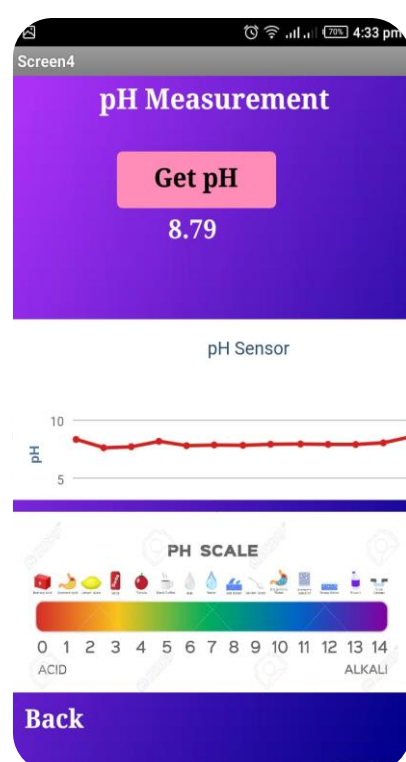 70% 4:33 pm
Screen4
pH Measurement
Get pH
8.79
pH Sensor
10
pH
5
PH SCALE
0 1 2 3 4 5 6 7 8 9 10 11 12 13 14
ACID ALKALI
Back